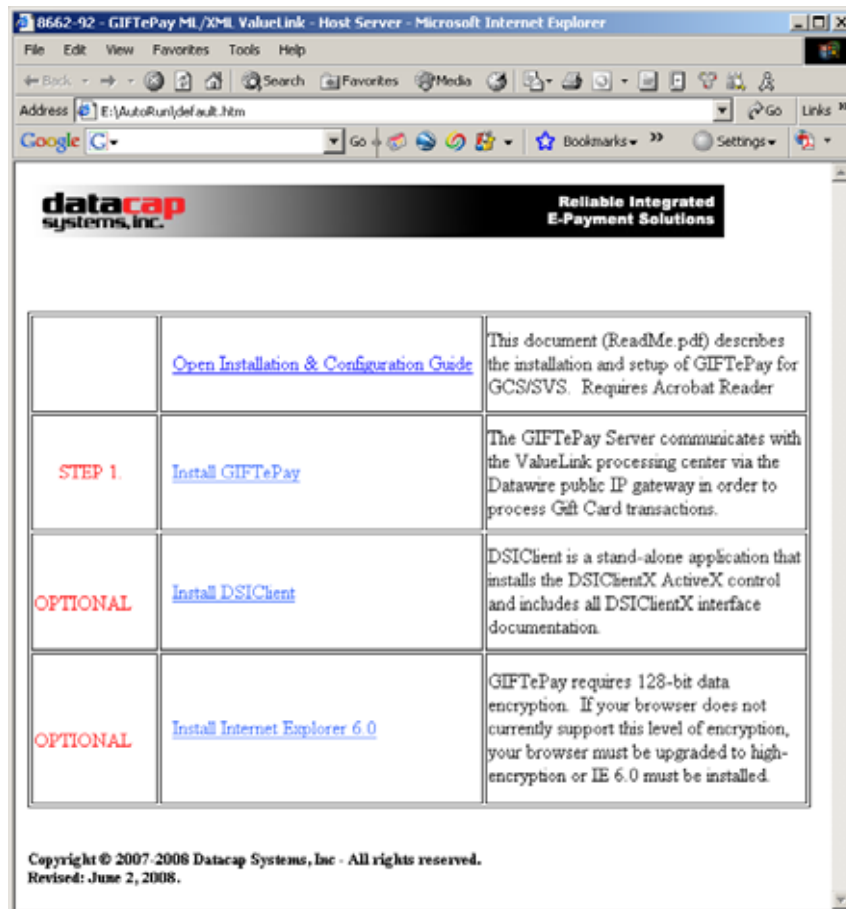 8662-92 - GIFTePay ML/XML ValueLink - Host Server - Microsoft Internet Explorer
File Edit View Favorites Tools Help
Back Search Favorites Media
Address E:\AutoRun\default.htm Go Links »
Google G Go Bookmarks » Settings
datacap
systems, inc.
Reliable Integrated
E-Payment Solutions
Open Installation & Configuration Guide
This document (ReadMe.pdf) describes
the installation and setup of GIFTePay for
GCS/SVS. Requires Acrobat Reader
STEP 1.
Install GIFTePay
The GIFTePay Server communicates with
the ValueLink processing center via the
Datawire public IP gateway in order to
process Gift Card transactions.
OPTIONAL
Install DSIClient
DSIClient is a stand-alone application that
installs the DSIClientX ActiveX control
and includes all DSIClientX interface
documentation.
OPTIONAL
Install Internet Explorer 6.0
GIFTePay requires 128-bit data
encryption. If your browser does not
currently support this level of encryption,
your browser must be upgraded to high-
encryption or IE 6.0 must be installed.
Copyright © 2007-2008 Datacap Systems, Inc - All rights reserved.
Revised: June 2, 2008.